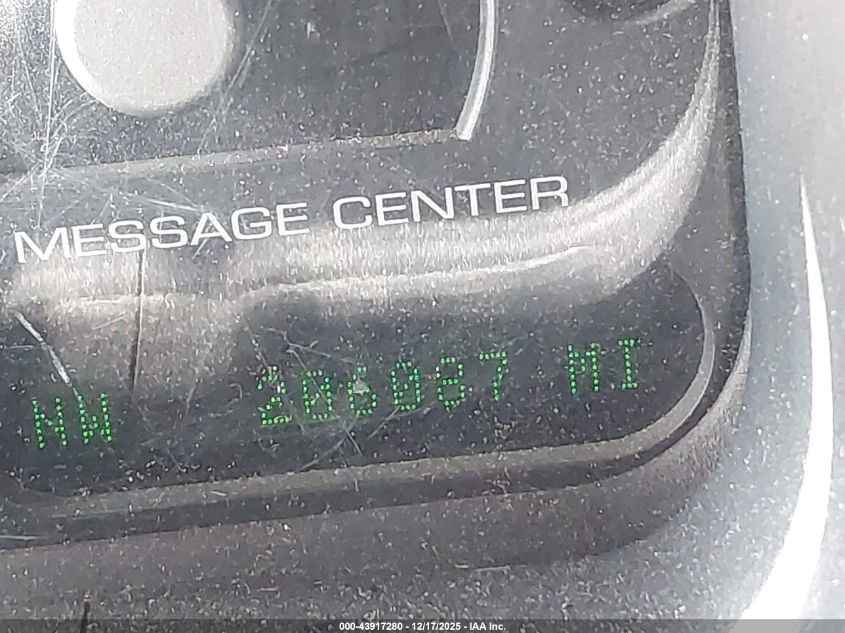 MESSAGE CENTER
NW 206087 MI
000-43917280 - 12/17/2025 - IAA Inc.